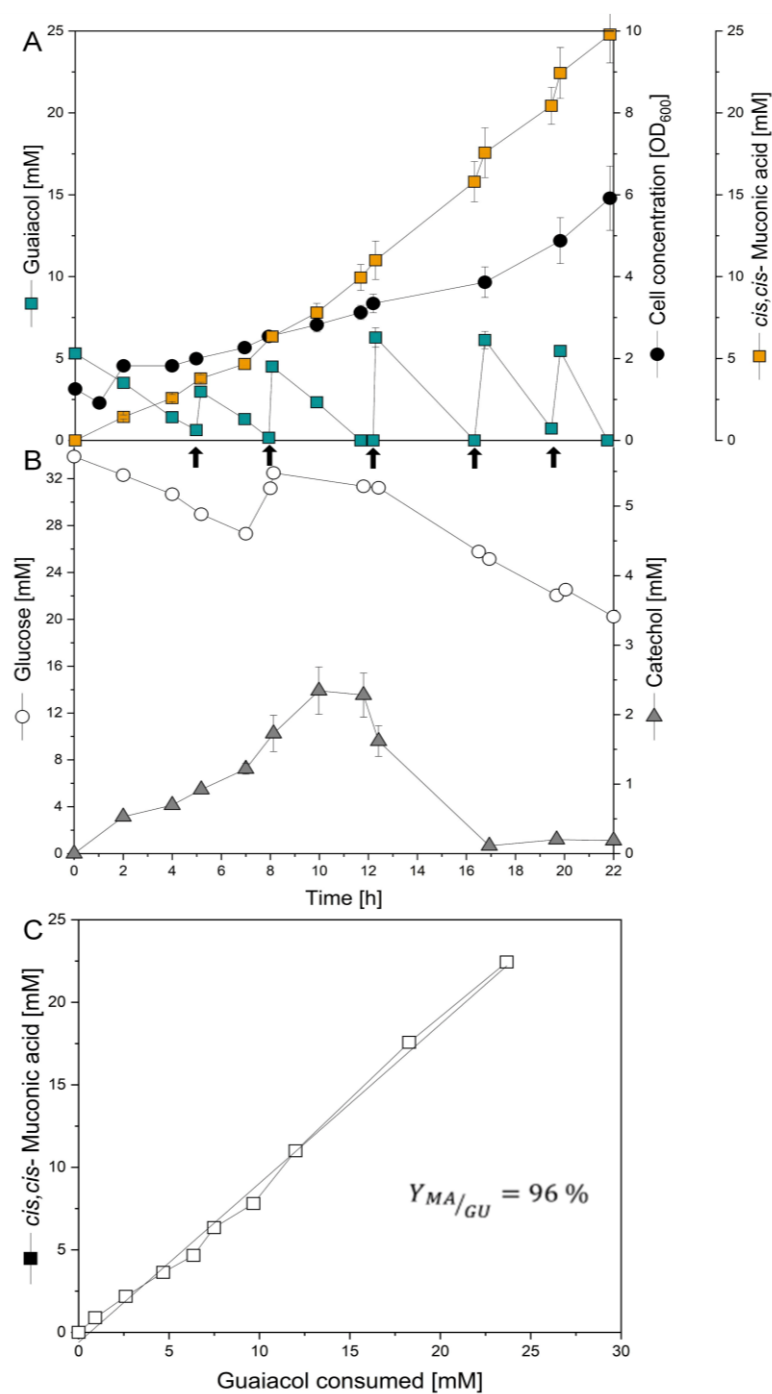 A
25
20
15
10
5
0
Guaiacol [mM]
10
8
6
4
2
0
Cell concentration [OD600]
25
20
15
10
5
0
cis,cis- Muconic acid [mM]
B
32
28
24
20
16
12
8
4
0
Glucose [mM]
5
4
3
2
1
0
Catechol [mM]
0 2 4 6 8 10 12 14 16 18 20 22
Time [h]
C
25
20
15
10
5
0
cis,cis- Muconic acid [mM]
Y MA/GU = 96 %
0 5 10 15 20 25 30
Guaiacol consumed [mM]